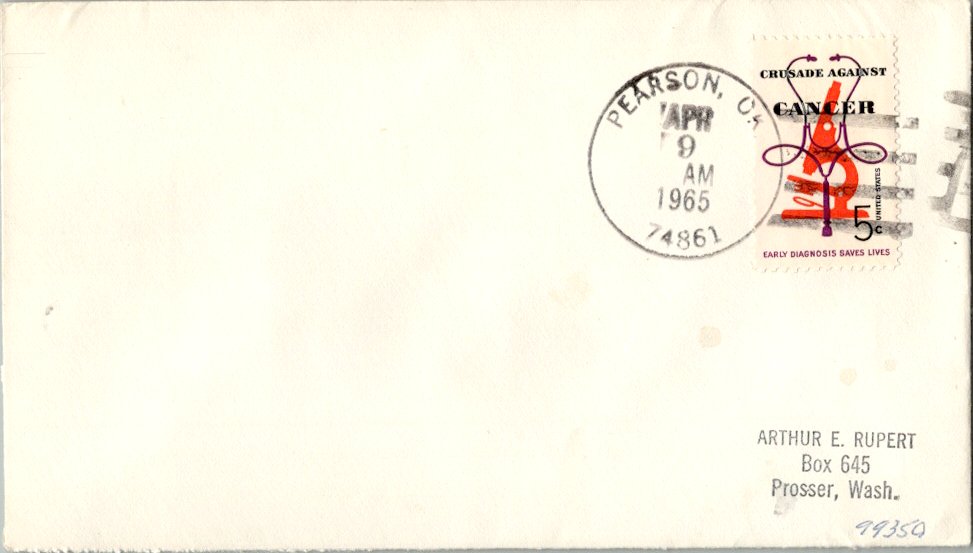 PEARSON, OK
APR
9
AM
1965
74861
CRUSADE AGAINST
CANCER
UNITED STATES
5c
EARLY DIAGNOSIS SAVES LIVES
ARTHUR E. RUPERT
Box 645
Prosser, Wash.
99350